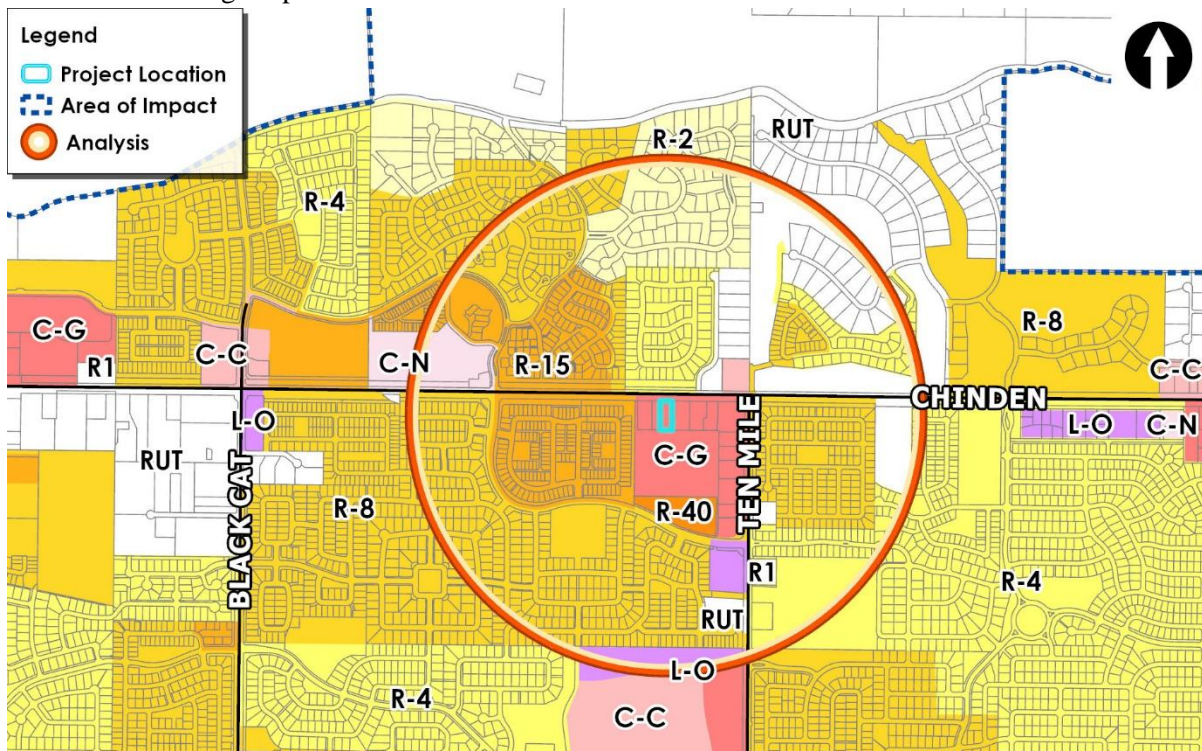 Legend
Project Location
Area of Impact
Analysis
R-2
RUT
R-4
C-G
R1
C-C
C-N
R-15
R-8
C-C
CHINDEN
L-O
C-G
TEN MILE
L-O
C-N
RUT
BLACK CAT
R-8
R-40
R1
R-4
RUT
L-O
R-4
C-C